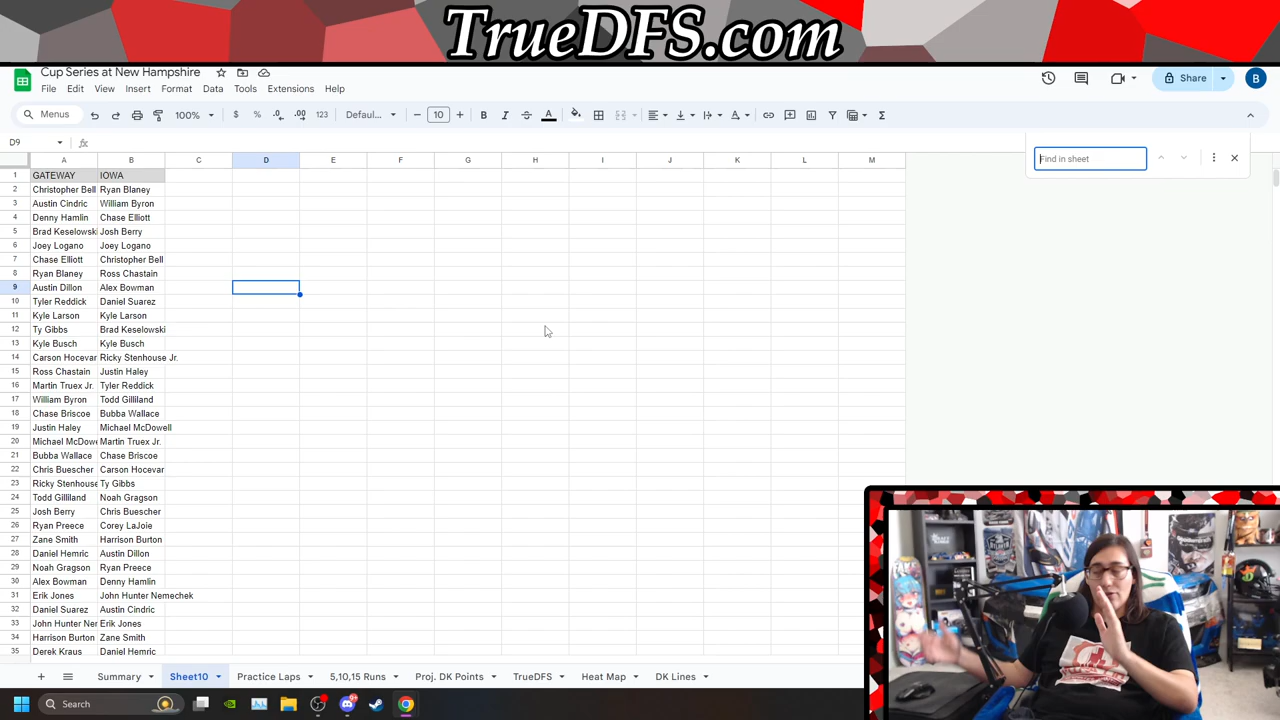 TrueDFS.com
Cup Series at New Hampshire
File Edit View Insert Format Data Tools Extensions Help
Share
B
Menus 100% $ % .0 .00 123 Defaul... 10 B A
D9
Find in sheet
A B C D E F G H I J K L M
1 GATEWAY IOWA
2 Christopher Bell Ryan Blaney
3 Austin Cindric William Byron
4 Denny Hamlin Chase Elliott
5 Brad Keselowski Josh Berry
6 Joey Logano Joey Logano
7 Chase Elliott Christopher Bell
8 Ryan Blaney Ross Chastain
9 Austin Dillon Alex Bowman
10 Tyler Reddick Daniel Suarez
11 Kyle Larson Kyle Larson
12 Ty Gibbs Brad Keselowski
13 Kyle Busch Kyle Busch
14 Carson Hocevar Ricky Stenhouse Jr.
15 Ross Chastain Justin Haley
16 Martin Truex Jr. Tyler Reddick
17 William Byron Todd Gilliland
18 Chase Briscoe Bubba Wallace
19 Justin Haley Michael McDowell
20 Michael McDowe Martin Truex Jr.
21 Bubba Wallace Chase Briscoe
22 Chris Buescher Carson Hocevar
23 Ricky Stenhouse Ty Gibbs
24 Todd Gilliland Noah Gragson
25 Josh Berry Chris Buescher
26 Ryan Preece Corey LaJoie
27 Zane Smith Harrison Burton
28 Daniel Hemric Austin Dillon
29 Noah Gragson Ryan Preece
30 Alex Bowman Denny Hamlin
31 Erik Jones John Hunter Nemechek
32 Daniel Suarez Austin Cindric
33 John Hunter Ner Erik Jones
34 Harrison Burton Zane Smith
35 Derek Kraus Daniel Hemric
Summary Sheet10 Practice Laps 5,10,15 Runs Proj. DK Points TrueDFS Heat Map DK Lines
Search